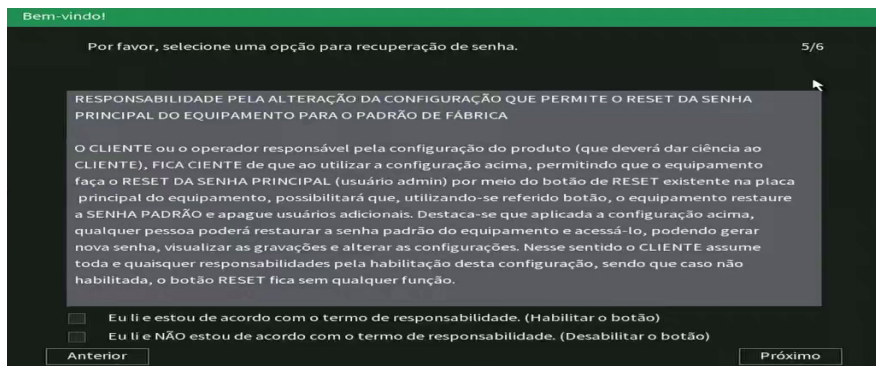 Bem-vindo!
Por favor, selecione uma opção para recuperação de senha. 5/6
RESPONSABILIDADE PELA ALTERAÇÃO DA CONFIGURAÇÃO QUE PERMITE O RESET DA SENHA
PRINCIPAL DO EQUIPAMENTO PARA O PADRÃO DE FÁBRICA
O CLIENTE ou o operador responsável pela configuração do produto (que deverá dar ciência ao
CLIENTE), FICA CIENTE de que ao utilizar a configuração acima, permitindo que o equipamento
faça o RESET DA SENHA PRINCIPAL (usuário admin) por meio do botão de RESET existente na placa
principal do equipamento, possibilitará que, utilizando-se referido botão, o equipamento restaure
a SENHA PADRÃO e apague usuários adicionais. Destaca-se que aplicada a configuração acima,
qualquer pessoa poderá restaurar a senha padrão do equipamento e acessá-lo, podendo gerar
nova senha, visualizar as gravações e alterar as configurações. Nesse sentido o CLIENTE assume
toda e quaisquer responsabilidades pela habilitação desta configuração, sendo que caso não
habilitada, o botão RESET fica sem qualquer função.
Eu li e estou de acordo com o termo de responsabilidade. (Habilitar o botão)
Eu li e NÃO estou de acordo com o termo de responsabilidade. (Desabilitar o botão)
Anterior Próximo